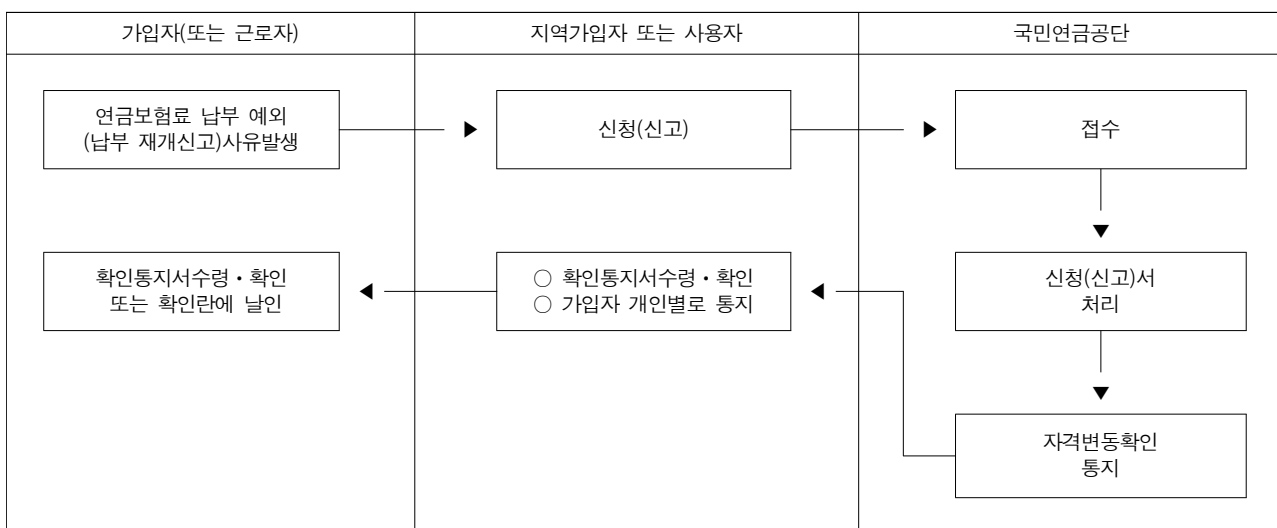 가입자(또는 근로자)
지역가입자 또는 사용자
국민연금공단
연금보험료 납부 예외
(납부 재개신고)사유발생
신청(신고)
접수
확인통지서수령・확인
또는 확인란에 날인
○ 확인통지서수령・확인
○ 가입자 개인별로 통지
신청(신고)서
처리
자격변동확인
통지